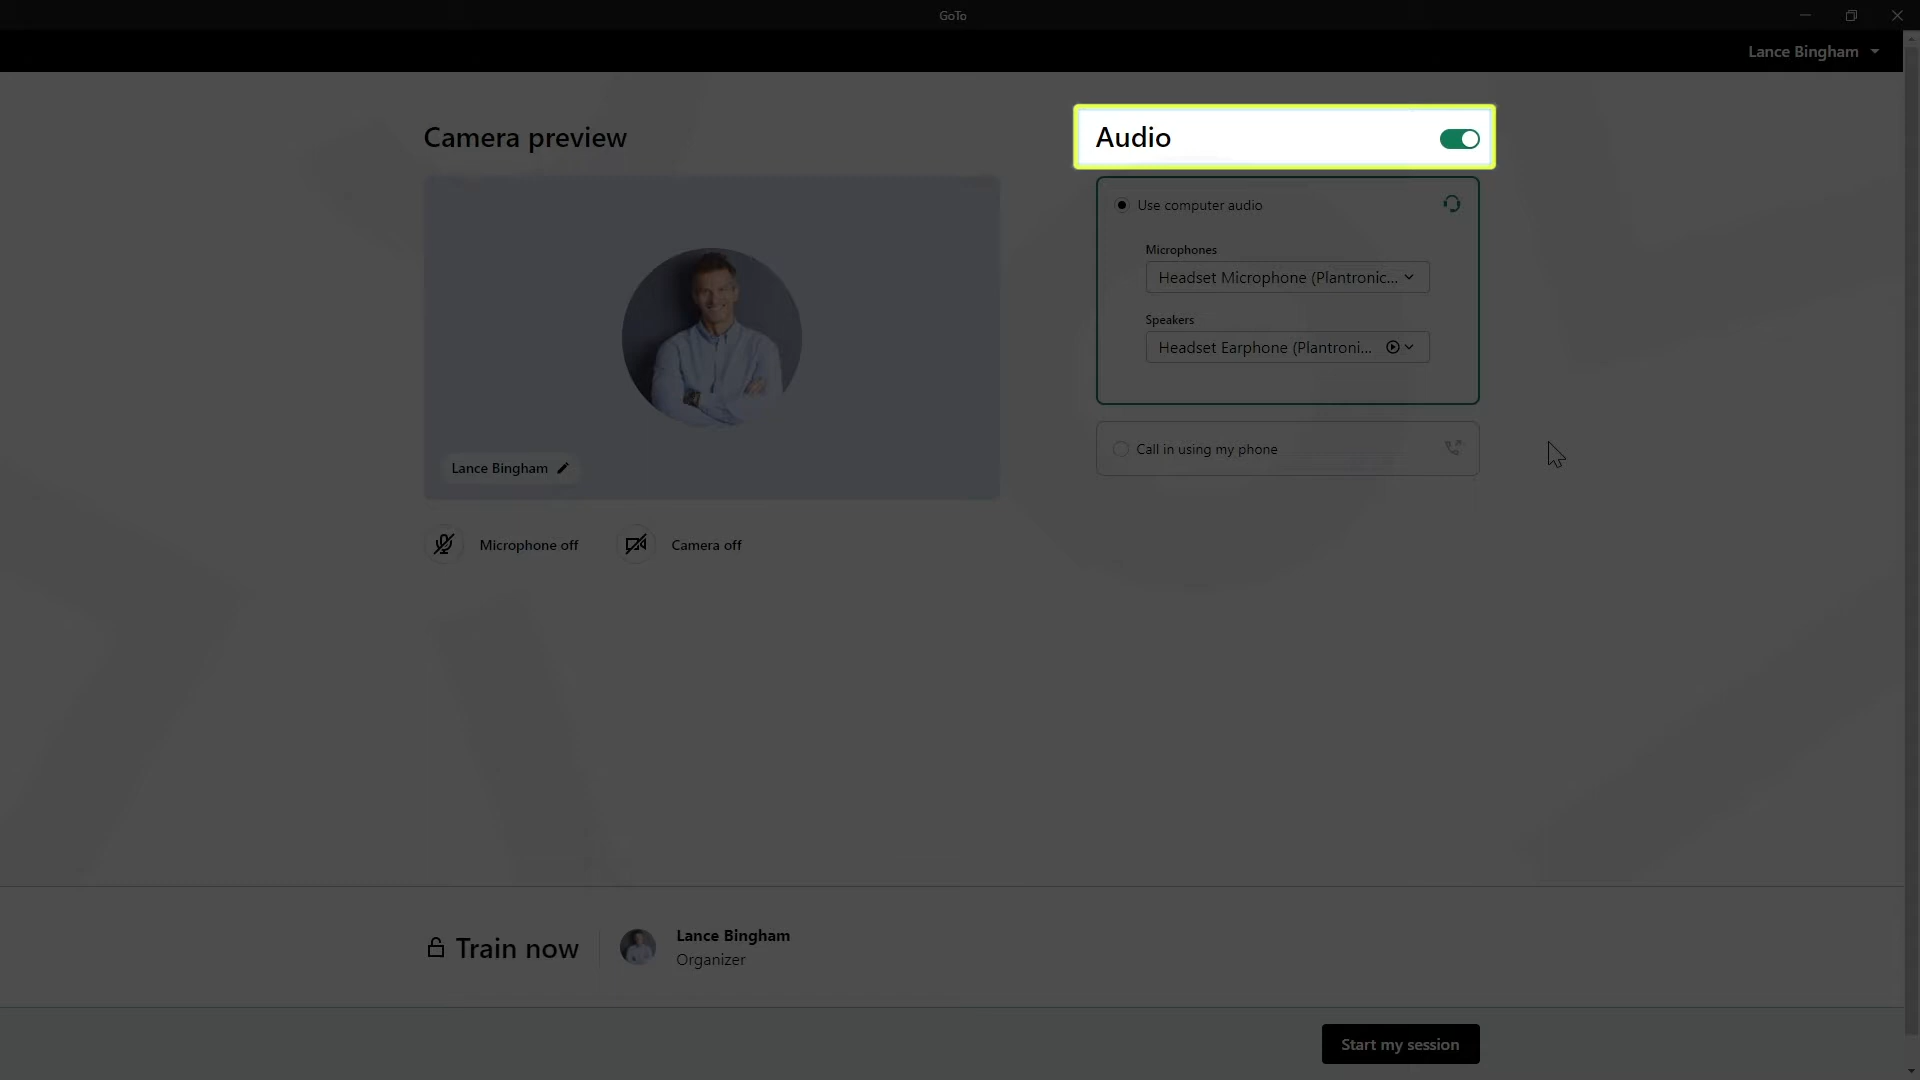 GoTo
Lance Bingham
Camera preview
Audio
Use computer audio
Microphones
Headset Microphone (Plantronic...
Speakers
Headset Earphone (Plantroni...
Call in using my phone
Lance Bingham
Microphone off
Camera off
Train now
Lance Bingham
Organizer
Start my session